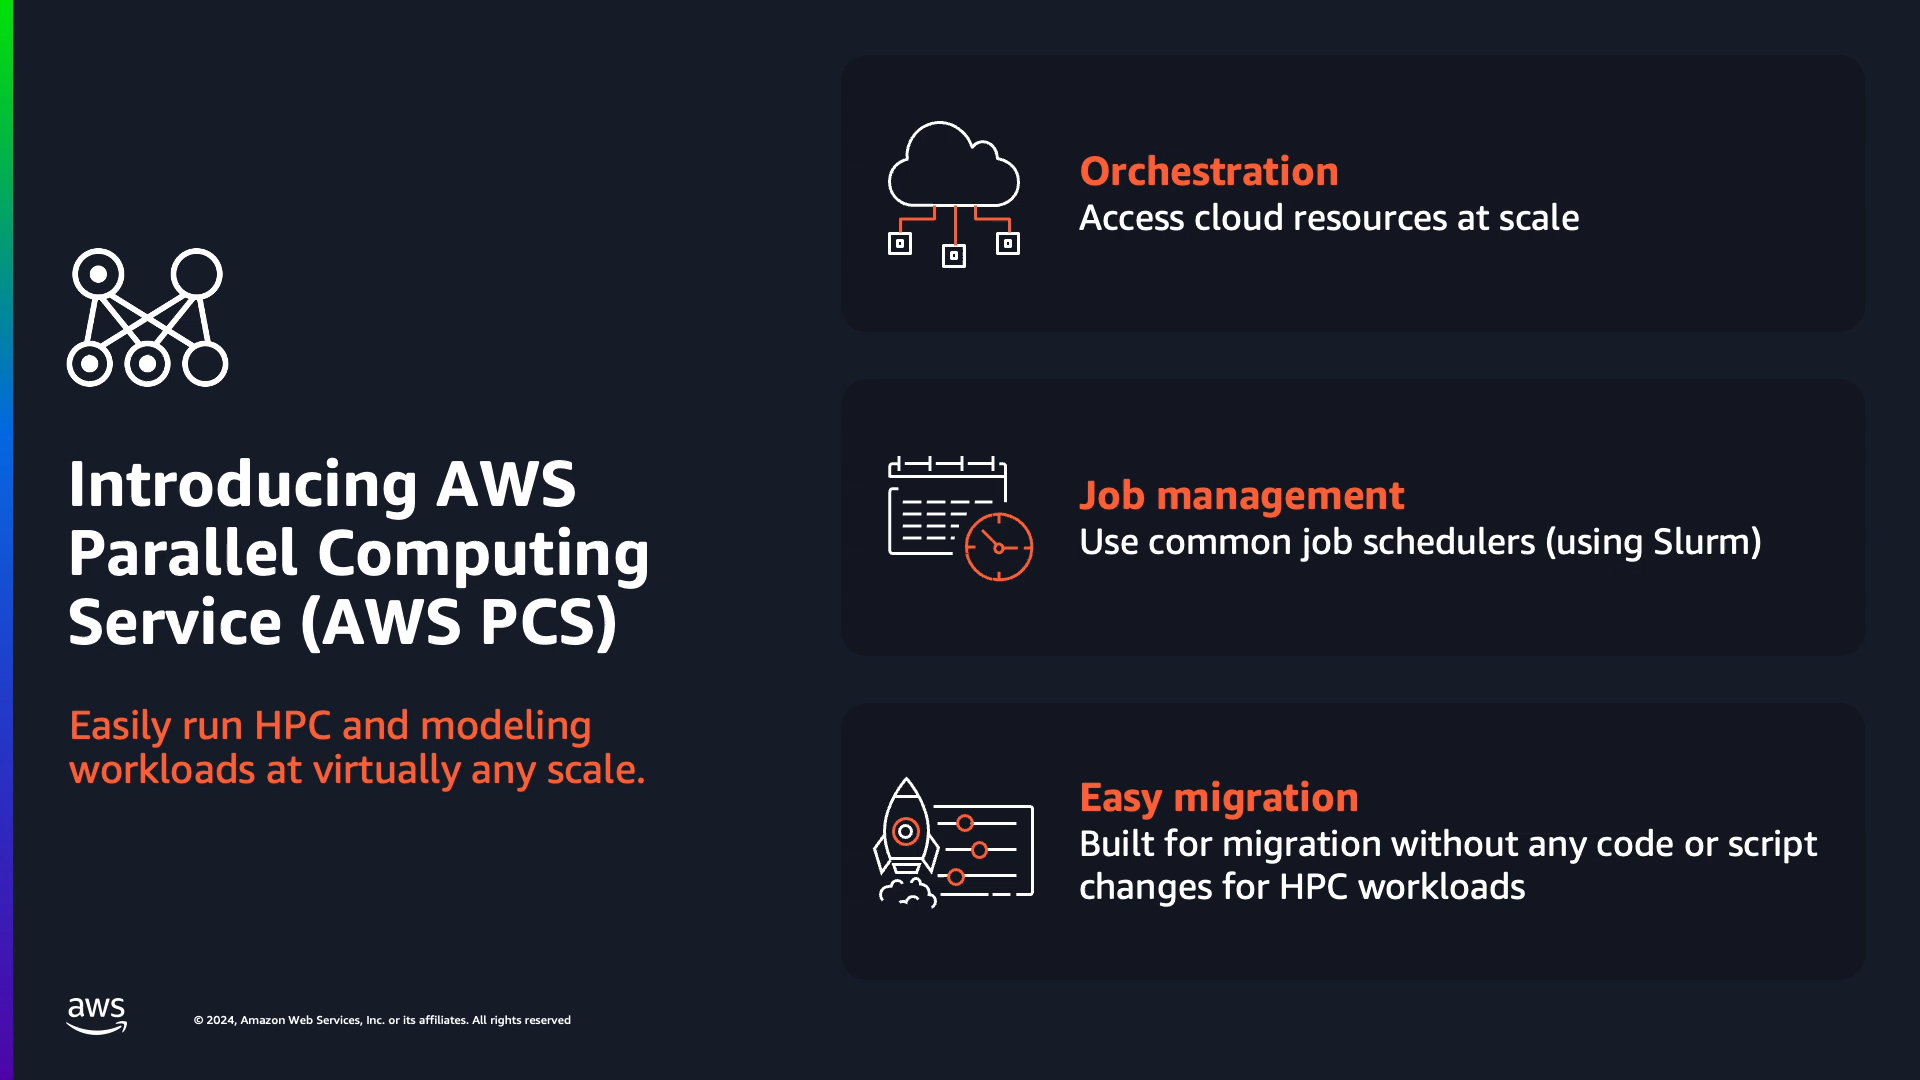 Introducing AWS
Parallel Computing
Service (AWS PCS)
Easily run HPC and modeling
workloads at virtually any scale.
Orchestration
Access cloud resources at scale
Job management
Use common job schedulers (using Slurm)
Easy migration
Built for migration without any code or script
changes for HPC workloads
aws
© 2024, Amazon Web Services, Inc. or its affiliates. All rights reserved